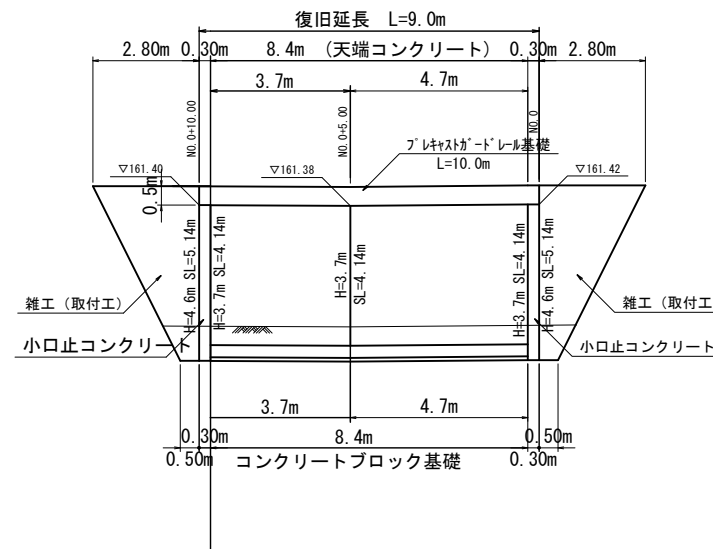 復旧延長 L=9.0m
2.80m 0.30m 8.4m (天端コンクリート) 0.30m 2.80m
3.7m 4.7m
NO.0+10.00
NO.0+5.00
NO.0
プレキャストガードレール基礎
L=10.0m
▽161.40
▽161.38
▽161.42
0.5m
H=4.6m SL=5.14m
H=3.7m SL=4.14m
H=3.7m
SL=4.14m
H=3.7m SL=4.14m
H=4.6m SL=5.14m
雑工(取付工)
雑工(取付工
小口止コンクリート
小口止コンクリート
3.7m 4.7m
0.30m 8.4m 0.50m
0.50m コンクリートブロック基礎 0.30m